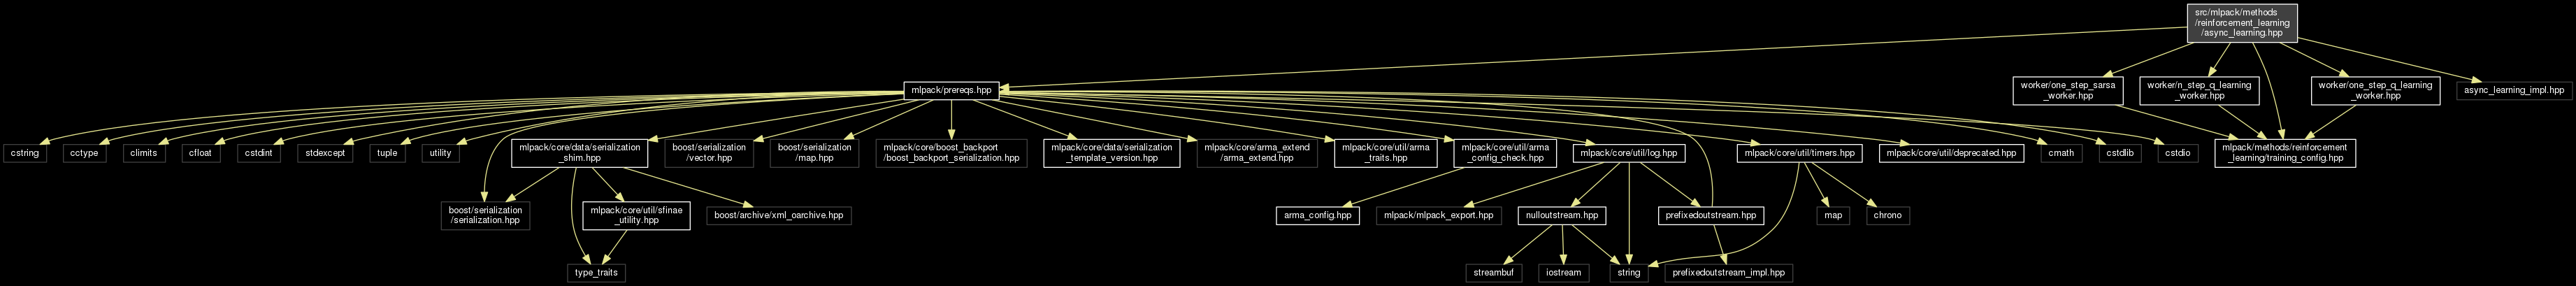 src/mlpack/methods
/reinforcement_learning
/async_learning.hpp
mlpack/prereqs.hpp
worker/one_step_sarsa
_worker.hpp
worker/n_step_q_learning
_worker.hpp
worker/one_step_q_learning
_worker.hpp
async_learning_impl.hpp
cstring
cctype
climits
cfloat
cstdint
stdexcept
tuple
utility
mlpack/core/data/serialization
_shim.hpp
boost/serialization
/vector.hpp
boost/serialization
/map.hpp
mlpack/core/boost_backport
/boost_backport_serialization.hpp
mlpack/core/data/serialization
_template_version.hpp
mlpack/core/arma_extend
/arma_extend.hpp
mlpack/core/util/arma
_traits.hpp
mlpack/core/util/arma
_config_check.hpp
mlpack/core/util/log.hpp
mlpack/core/util/timers.hpp
mlpack/core/util/deprecated.hpp
cmath
cstdlib
cstdio
mlpack/methods/reinforcement
_learning/training_config.hpp
boost/serialization
/serialization.hpp
mlpack/core/util/sfinae
_utility.hpp
boost/archive/xml_oarchive.hpp
arma_config.hpp
mlpack/mlpack_export.hpp
nulloutstream.hpp
prefixedoutstream.hpp
map
chrono
type_traits
streambuf
iostream
string
prefixedoutstream_impl.hpp